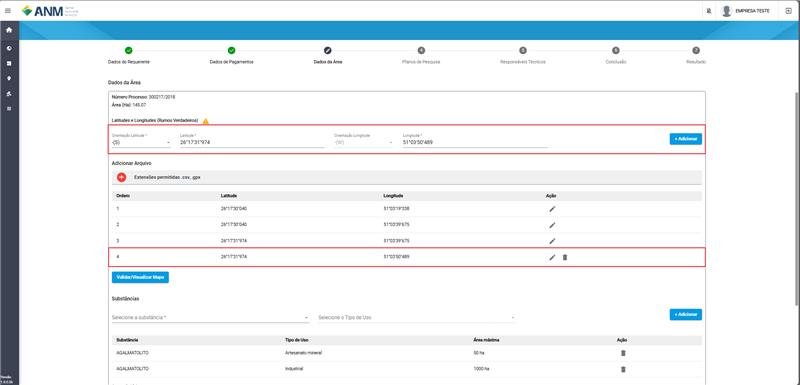 ANM
EMPRESA TESTE
Dados do Requerente
Dados de Pagamentos
Dados da Área
4
Planos de Pesquisa
5
Responsáveis Técnicos
6
Conclusão
7
Resultado
Dados da Área
Número Processo: 300217/2018
Área (Ha): 145,07
Latitudes e Longitudes (Rumos Verdadeiros)
Orientação Latitude * Latitude * Orientação Longitude Longitude *
-(S) 26°17'31"974 -(W) 51°03'50"489 + Adicionar
Adicionar Arquivo
Extensões permitidas .csv, .gpx
Ordem Latitude Longitude Ação
1 26°17'30"040 51°03'19"338
2 26°17'30"040 51°03'39"675
3 26°17'31"974 51°03'39"675
4 26°17'31"974 51°03'50"489
Validar/Visualizar Mapa
Substâncias
Selecione a substância * Selecione o Tipo de Uso + Adicionar
Substância Tipo de Uso Área máxima Ação
AGALMATOLITO Artesanato mineral 50 ha
AGALMATOLITO Industrial 1000 ha
Versão